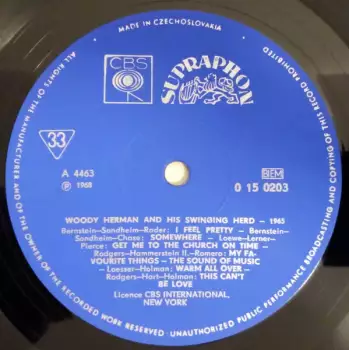 MADE IN CZECHOSLOVAKIA
ALL RIGHTS OF THE MANUFACTURER AND OF THE OWNER OF THE RECORDED WORK RESERVED · UNAUTHORIZED PUBLIC PERFORMANCE BROADCASTING AND COPYING OF THIS RECORD PROHIBITED
CBS
SUPRAPHON
33
A 4463
℗ 1968
BIEM
0 15 0203
WOODY HERMAN AND HIS SWINGING HERD – 1965
Bernstein-Sondheim-Rader: I FEEL PRETTY – Bernstein-
Sondheim-Chase: SOMEWHERE – Loewe-Lerner-
Pierce: GET ME TO THE CHURCH ON TIME –
Rodgers-Hammerstein II.-Romero: MY FA-
VOURITE THINGS – THE SOUND OF MUSIC
– Loesser-Holman: WARM ALL OVER –
Rodgers-Hart-Holman: THIS CAN'T
BE LOVE
Licence CBS INTERNATIONAL,
NEW YORK